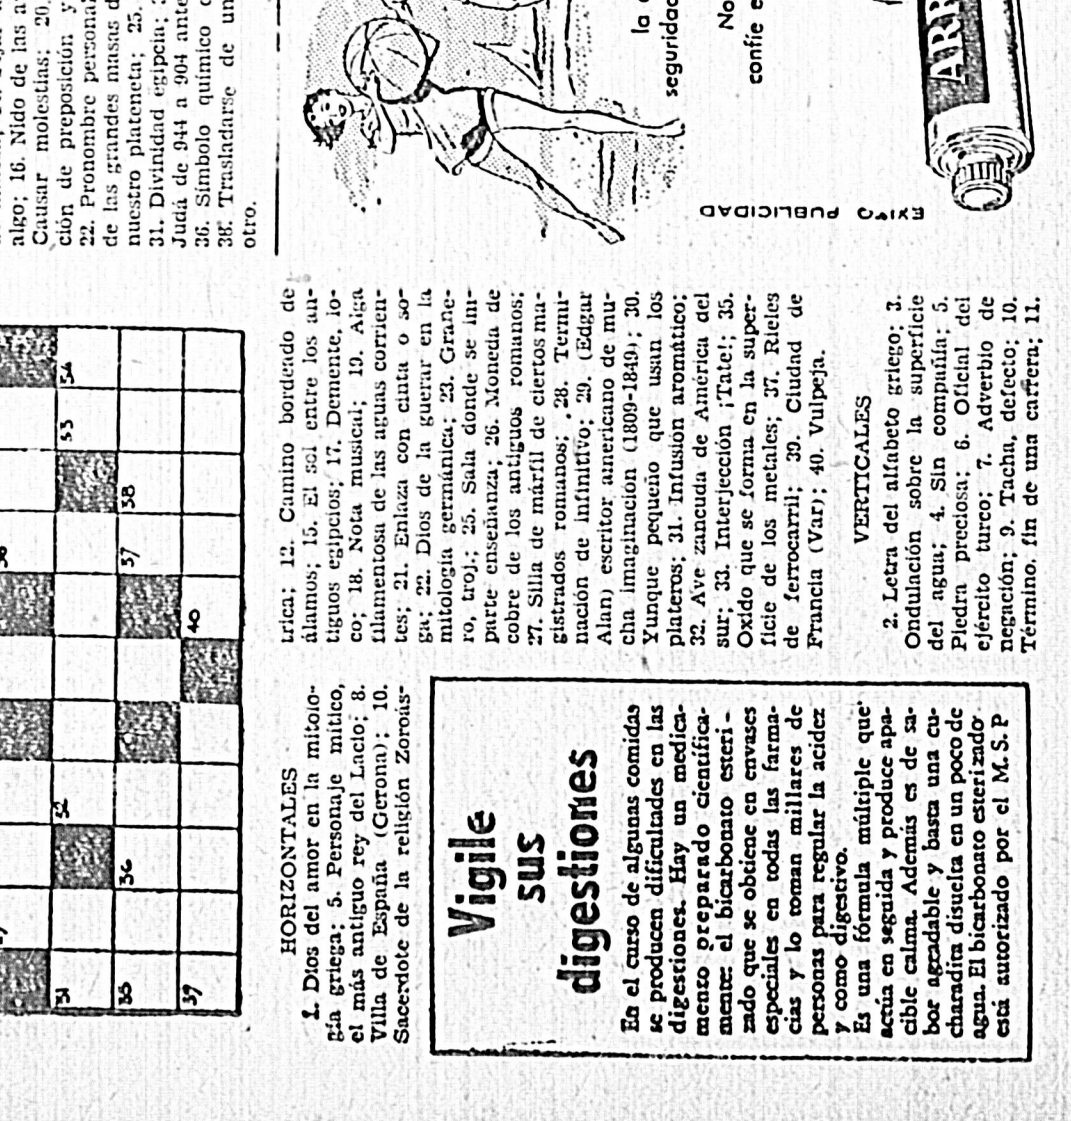 31
32
33
34
35
36
37
38
39
40
HORIZONTALES
1. Dios del amor en la mitolo-
gía griega; 5. Personaje mítico,
el más antiguo rey del Lacio; 8.
Villa de España (Gerona); 10.
Sacerdote de la religión Zoroás-
trica; 12. Camino bordeado de
álamos; 15. El sol entre los an-
tiguos egipcios; 17. Demente, lo-
co; 18. Nota musical; 19. Alga
filamentosa de las aguas corrien-
tes; 21. Enlaza con cinta o so-
ga; 22. Dios de la guerar en la
mitología germánica; 23. Grane-
ro, troj.; 25. Sala donde se im-
parte enseñanza; 26. Moneda de
cobre de los antiguos romanos;
27. Silla de márfil de ciertos ma-
gistrados romanos; 28. Termi-
nación de infinitivo; 29. (Edgar
Alan) escritor americano de mu-
cha imaginación (1809-1849); 30.
Yunque pequeño que usan los
plateros; 31. Infusión aromático;
32. Ave zancuda de América del
sur; 33. Interjección ¡Tate!; 35.
Oxido que se forma en la super-
ficie de los metales; 37. Rieles
de ferrocarril; 39. Ciudad de
Francia (Var); 40. Vulpeja.
VERTICALES
2. Letra del alfabeto griego; 3.
Ondulación sobre la superficie
del agua; 4. Sin compañía; 5.
Piedra preciosa; 6. Oficial del
ejército turco; 7. Adverbio de
negación; 9. Tacha, defecto; 10.
Término, fin de una carrera; 11.
algo; 16. Nido de las
Causar molestias; 20.
ción de preposición y
22. Pronombre personal
de las grandes masas
nuestro plateneta; 25.
31. Divinidad egipcia;
Judá de 944 a 904 ante
36. Símbolo químico
38. Trasladarse de un
otro.
Vigile
sus
digestiones
En el curso de algunas comidas
se producen dificultades en las
digestiones. Hay un medica-
mento preparado científica-
mente: el bicarbonato esteri-
zado que se obtiene en envases
especiales en todas las farma-
cias y lo toman millares de
personas para regular la acidez
y como digestivo.
Es una fórmula múltiple que
actúa en seguida y produce apa-
cible calma. Además es de sa-
bor agradable y basta una cu-
charadita disuelta en un poco de
agua. El bicarbonato esterizado
está autorizado por el M. S. P
la
seguridad
No
confie
EXITO PUBLICIDAD